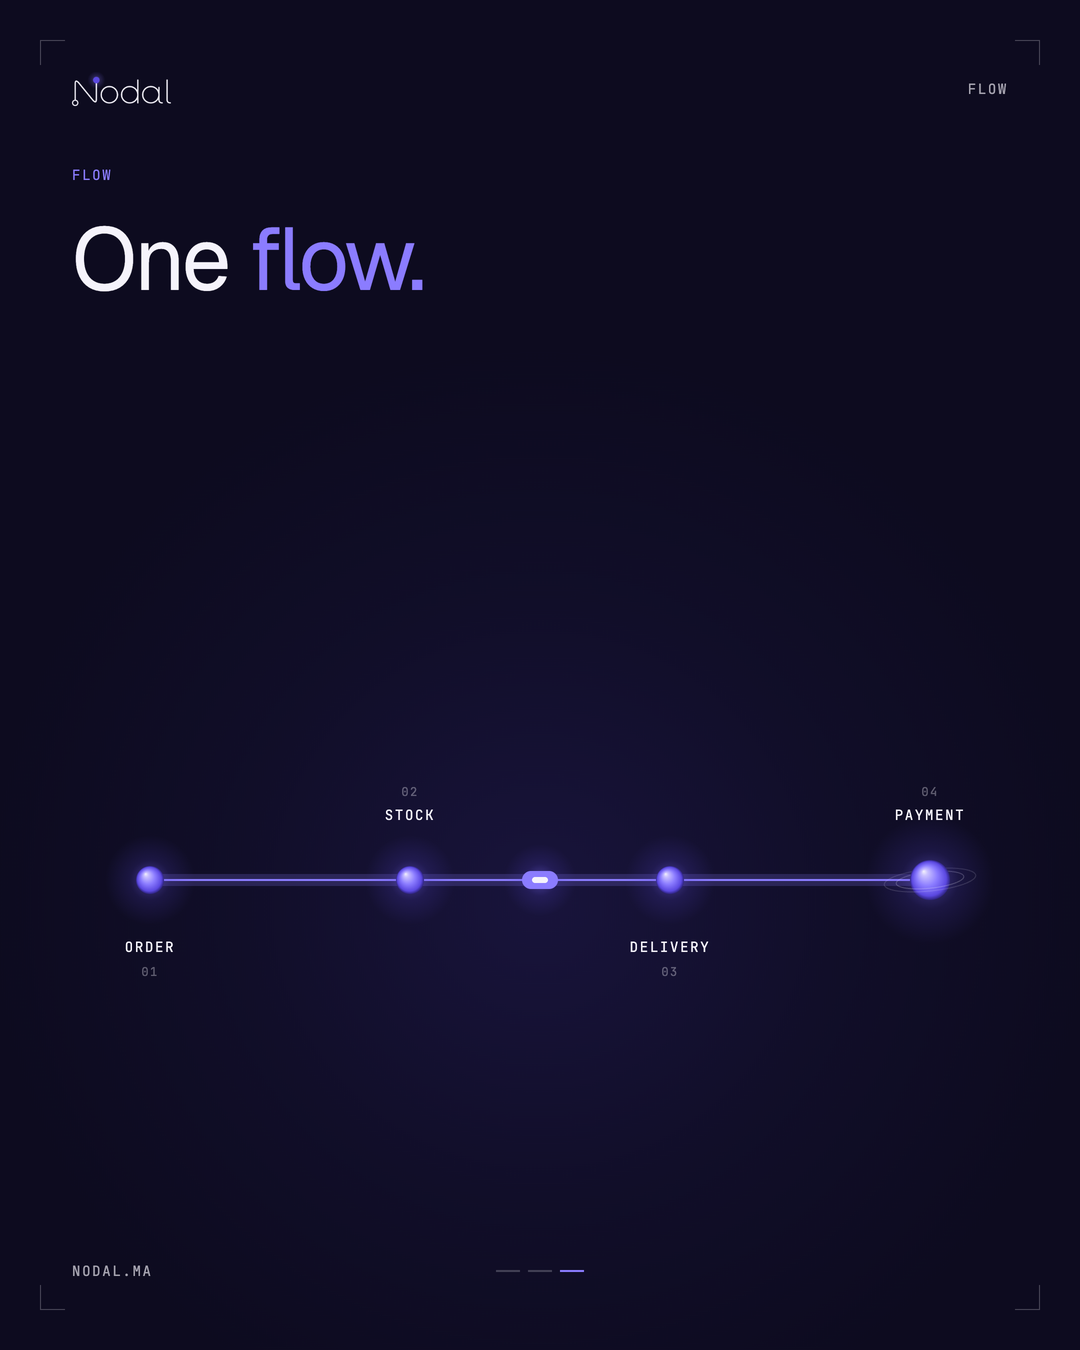 Nodal
FLOW
FLOW
One flow.
02
STOCK
04
PAYMENT
ORDER
01
DELIVERY
03
NODAL.MA